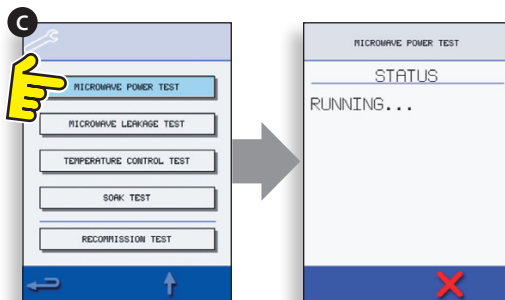 C
MICROWAVE POWER TEST
MICROWAVE LEAKAGE TEST
TEMPERATURE CONTROL TEST
SOAK TEST
RECOMMISSION TEST
MICROWAVE POWER TEST
STATUS
RUNNING...